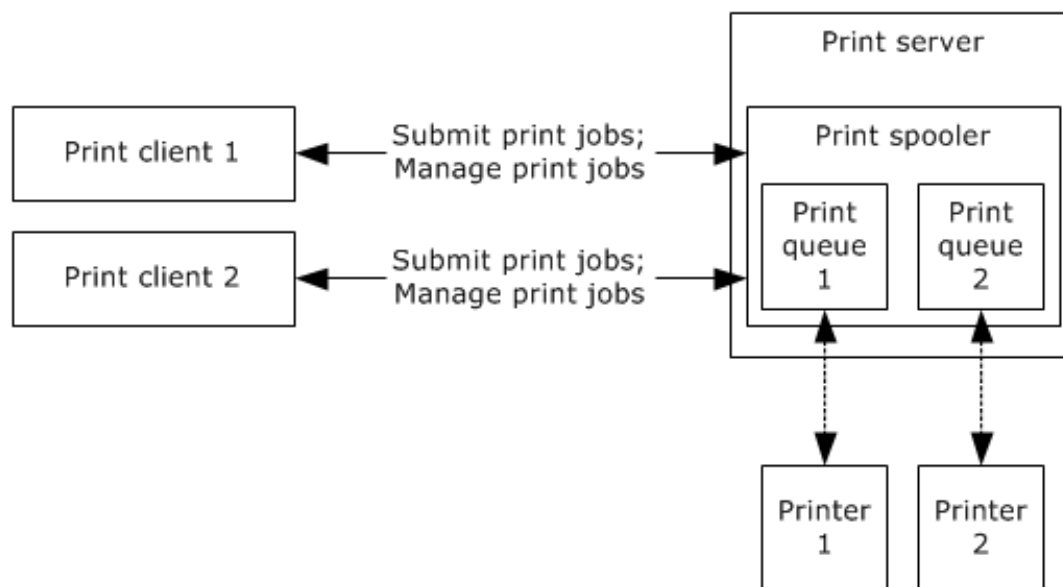 Print server
Print spooler
Print client 1
Submit print jobs;
Manage print jobs
Print client 2
Submit print jobs;
Manage print jobs
Print
queue
1
Print
queue
2
Printer
1
Printer
2